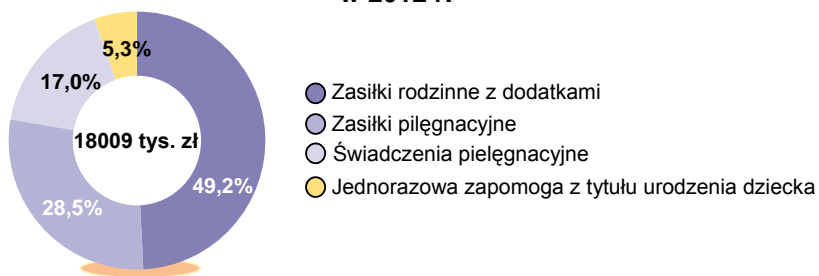 5,3%
17,0%
18009 tys. zł
49,2%
28,5%
Zasiłki rodzinne z dodatkami
Zasiłki pilęgnacyjne
Świadczenia pielęgnacyjne
Jednorazowa zapomoga z tytułu urodzenia dziecka